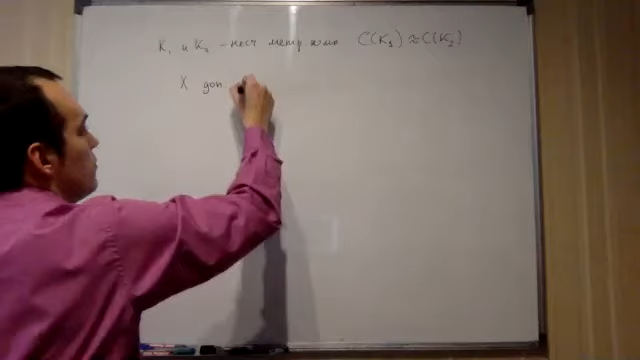 K₁ и K₂ – несч метр комп C(K₁) ≈ C(K₂)
X доп